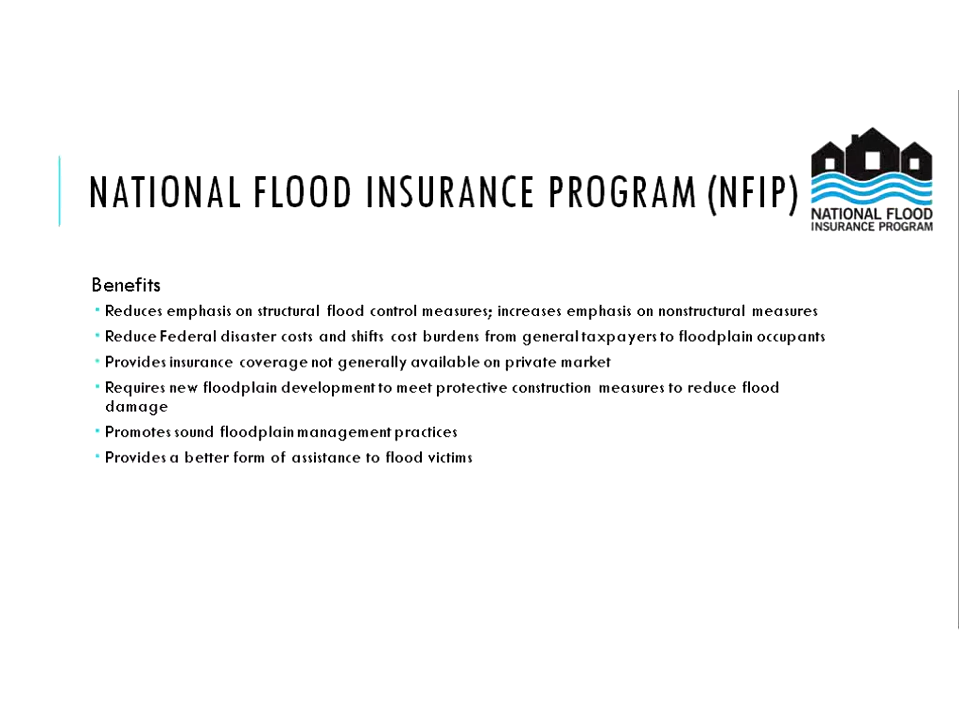 NATIONAL FLOOD INSURANCE PROGRAM (NFIP)
NATIONAL FLOOD
INSURANCE PROGRAM
Benefits
Reduces emphasis on structural flood control measures; increases emphasis on nonstructural measures
Reduce Federal disaster costs and shifts cost burdens from general taxpayers to floodplain occupants
Provides insurance coverage not generally available on private market
Requires new floodplain development to meet protective construction measures to reduce flood
damage
Promotes sound floodplain management practices
Provides a better form of assistance to flood victims